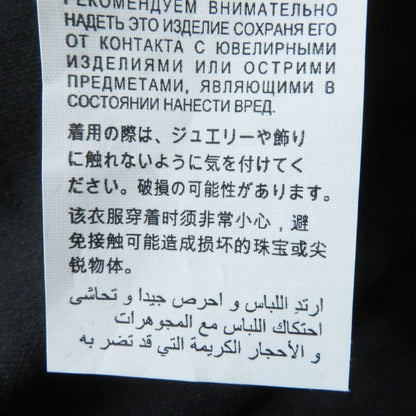 РЕКОМЕНДУЕМ ВНИМАТЕЛЬНО
НАДЕТЬ ЭТО ИЗДЕЛИЕ СОХРАНЯ ЕГО
ОТ КОНТАКТА С ЮВЕЛИРНЫМИ
ИЗДЕЛИЯМИ ИЛИ ОСТРИМИ
ПРЕДМЕТАМИ, ЯВЛЯЮЩИМИ В
СОСТОЯНИИ НАНЕСТИ ВРЕД.
着用の際は、ジュエリーや飾り
に触れないように気を付けてく
ださい。破損の可能性があります。
该衣服穿着时须非常小心，避
免接触可能造成损坏的珠宝或尖
锐物体。
ارتدِ اللباس و احرص جيدا و تحاشى
احتكاك اللباس مع المجوهرات
و الأحجار الكريمة التي قد تضر به